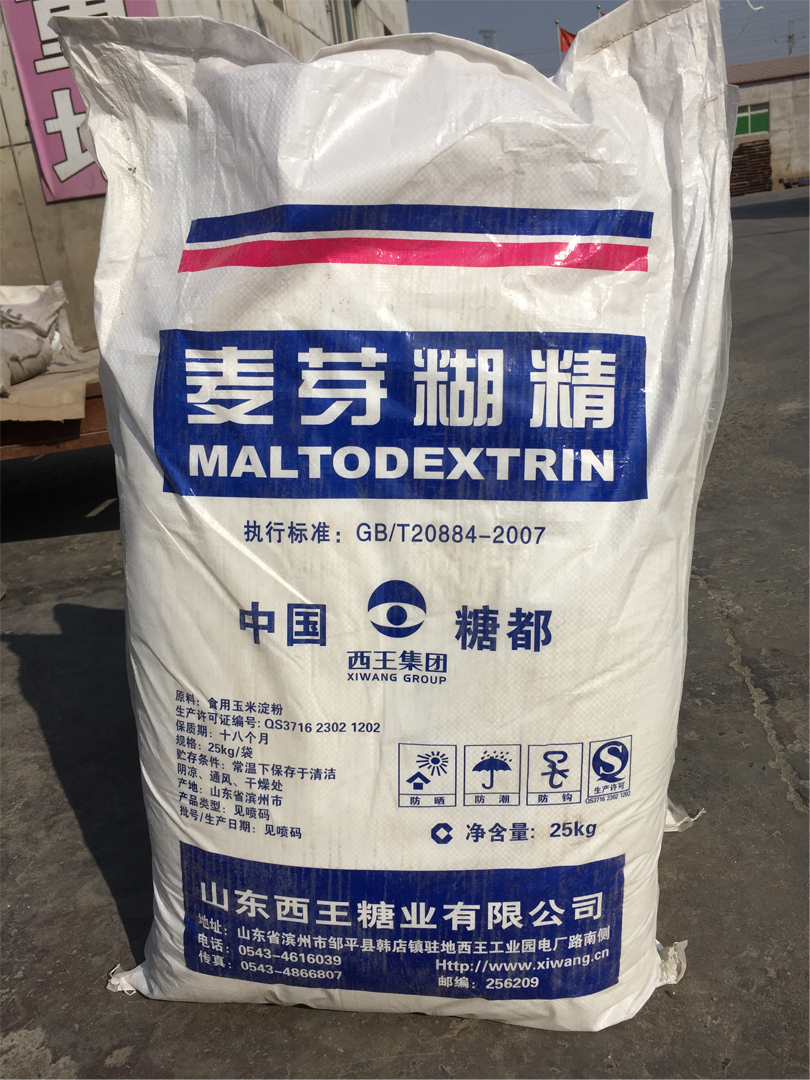 重
地
麦芽糊精
MALTODEXTRIN
执行标准：GB/T20884-2007
中国 糖都
西王集团
XIWANG GROUP
原料：食用玉米淀粉
生产许可证编号：QS3716 2302 1202
保质期：十八个月
规格：25kg/袋
贮存条件：常温下保存于清洁
阴凉、通风、干燥处
产地：山东省滨州市
产品类型：见喷码
批号/生产日期：见喷码
防晒 防潮 防钩 生产许可
QS3716 2302 1202
净含量：25kg
山东西王糖业有限公司
地址：山东省滨州市邹平县韩店镇驻地西王工业园电厂路南侧
电话：0543-4616039 Http://www.xiwang.cn
传真：0543-4866807 邮编：256209